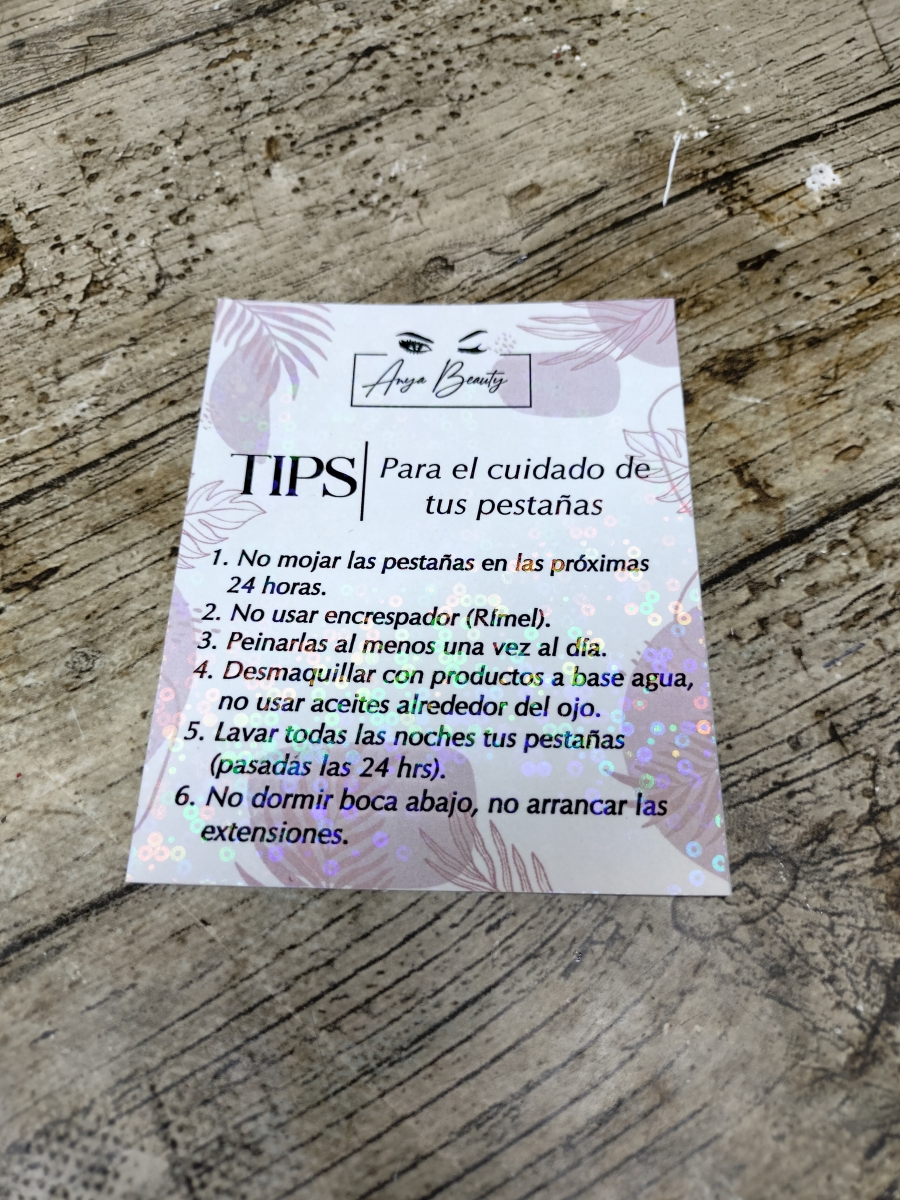 Anya Beauty
TIPS
Para el cuidado de
tus pestañas
1. No mojar las pestañas en las próximas
24 horas.
2. No usar encrespador (Rímel).
3. Peinarlas al menos una vez al día.
4. Desmaquillar con productos a base agua,
no usar aceites alrededor del ojo.
5. Lavar todas las noches tus pestañas
(pasadas las 24 hrs).
6. No dormir boca abajo, no arrancar las
extensiones.